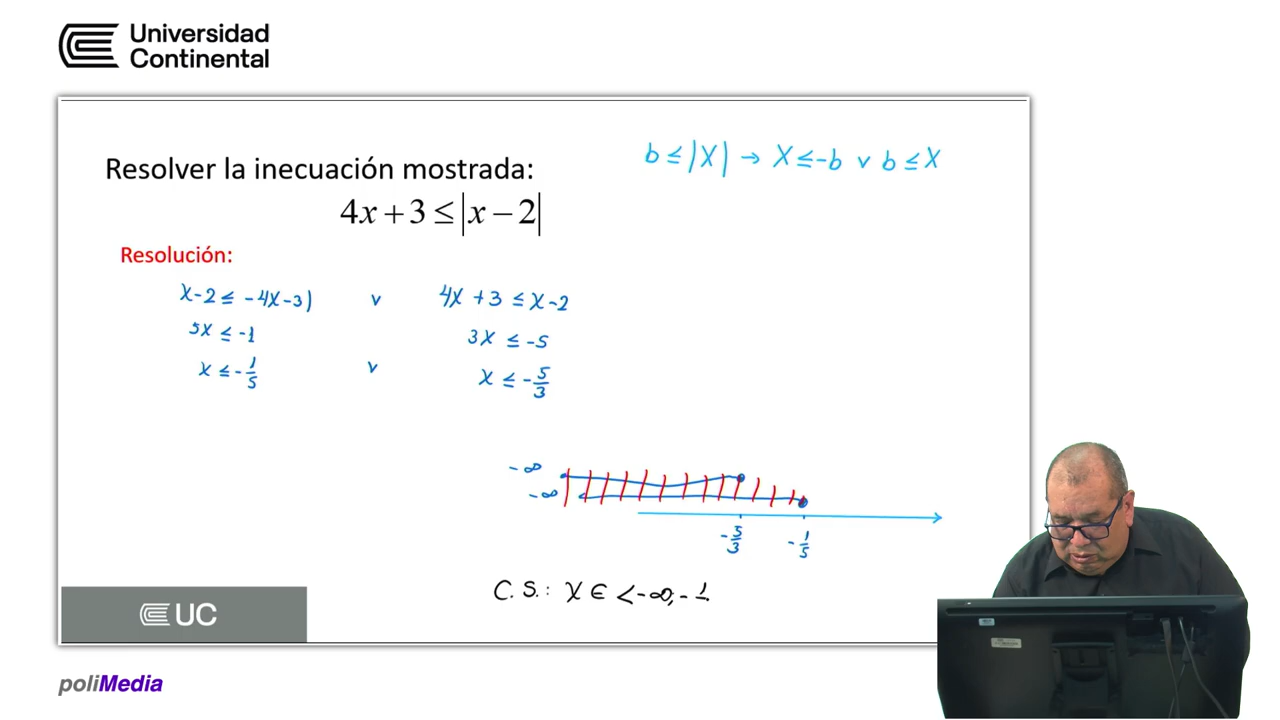 Universidad
Continental
Resolver la inecuación mostrada:
4x + 3 ≤ |x − 2|
b ≤ |X| → X ≤ -b v b ≤ X
Resolución:
X-2 ≤ -4X-3) v 4X +3 ≤ X-2
5X ≤ -1 3X ≤ -5
X ≤ -1/5 v X ≤ -5/3
-∞
-∞
-5/3 -1/5
C.S.: X ∈ <-∞,-1
UC
poliMedia